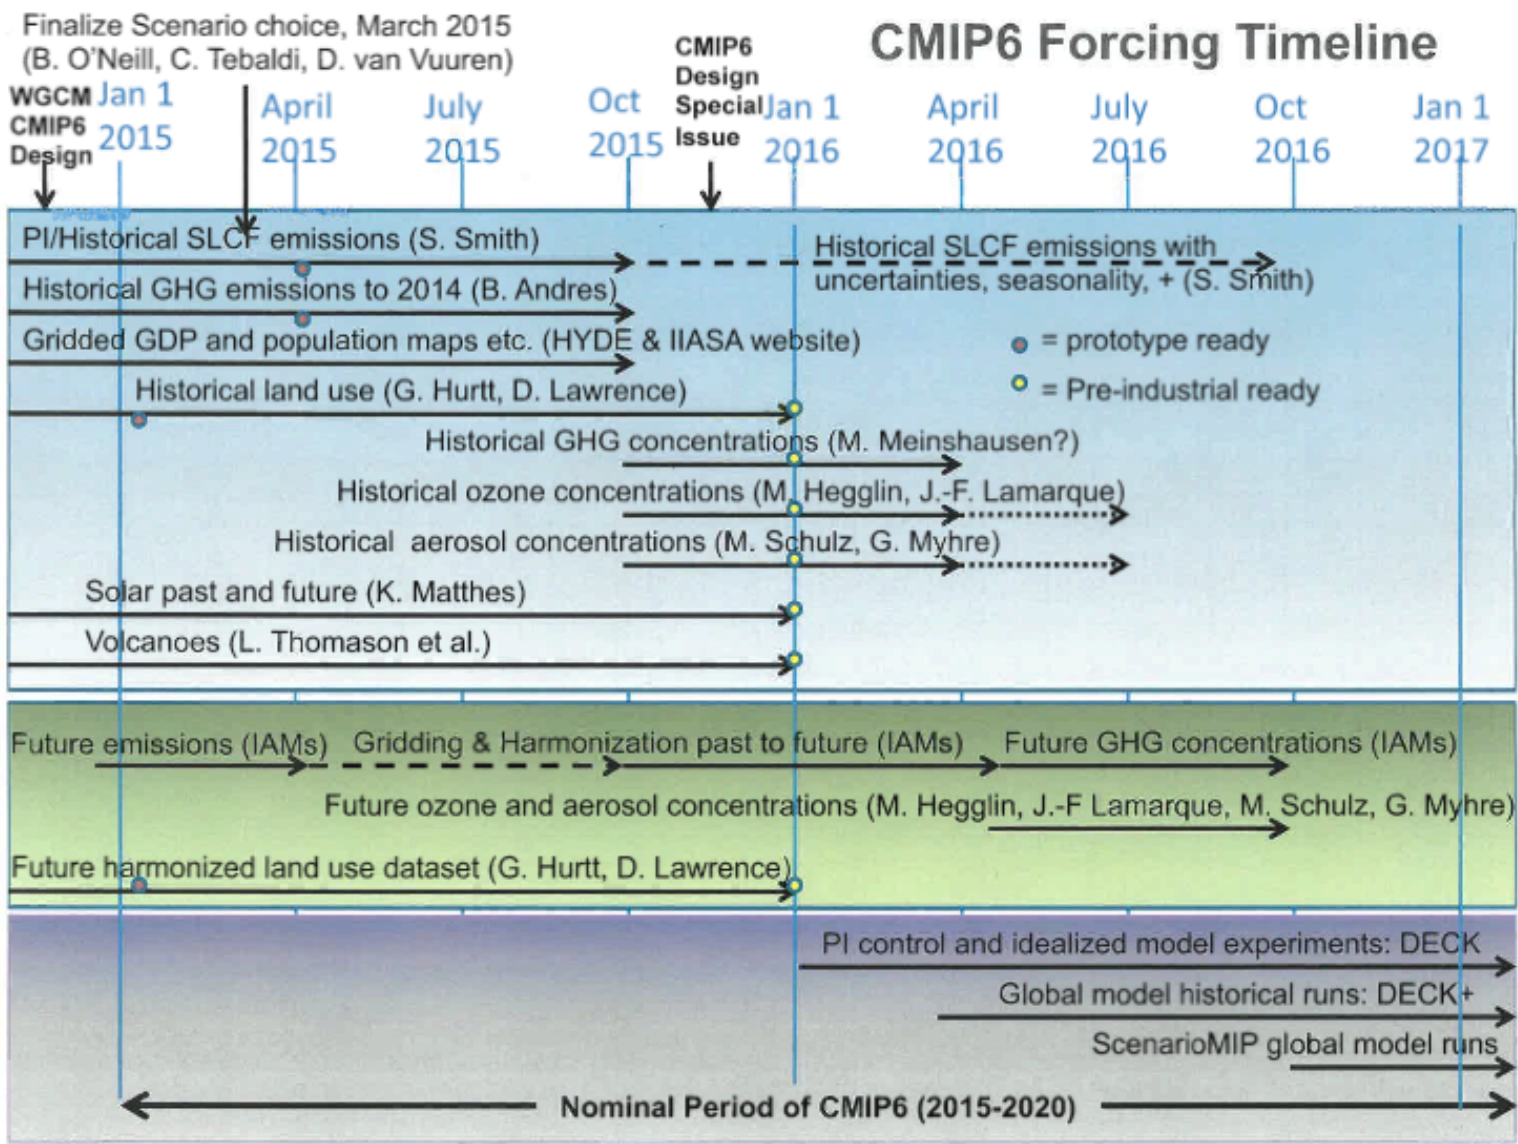 Finalize Scenario choice, March 2015
(B. O'Neill, C. Tebaldi, D. van Vuuren)
CMIP6 Forcing Timeline
WGCM
CMIP6
Design
CMIP6
Design
Special
Issue
Jan 1
2015
April
2015
July
2015
Oct
2015
Jan 1
2016
April
2016
July
2016
Oct
2016
Jan 1
2017
PI/Historical SLCF emissions (S. Smith)
Historical SLCF emissions with
uncertainties, seasonality, + (S. Smith)
Historical GHG emissions to 2014 (B. Andres)
Gridded GDP and population maps etc. (HYDE & IIASA website)
= prototype ready
Historical land use (G. Hurtt, D. Lawrence)
= Pre-industrial ready
Historical GHG concentrations (M. Meinshausen?)
Historical ozone concentrations (M. Hegglin, J.-F. Lamarque)
Historical aerosol concentrations (M. Schulz, G. Myhre)
Solar past and future (K. Matthes)
Volcanoes (L. Thomason et al.)
Future emissions (IAMs)
Gridding & Harmonization past to future (IAMs)
Future GHG concentrations (IAMs)
Future ozone and aerosol concentrations (M. Hegglin, J.-F Lamarque, M. Schulz, G. Myhre)
Future harmonized land use dataset (G. Hurtt, D. Lawrence)
PI control and idealized model experiments: DECK
Global model historical runs: DECK+
ScenarioMIP global model runs
Nominal Period of CMIP6 (2015-2020)